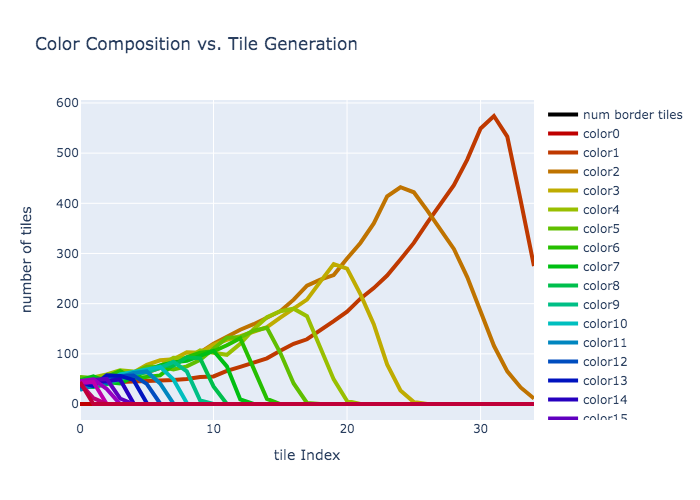 Color Composition vs. Tile Generation
number of tiles
600
500
400
300
200
100
0
0
10
20
30
tile Index
num border tiles
color0
color1
color2
color3
color4
color5
color6
color7
color8
color9
color10
color11
color12
color13
color14
color15